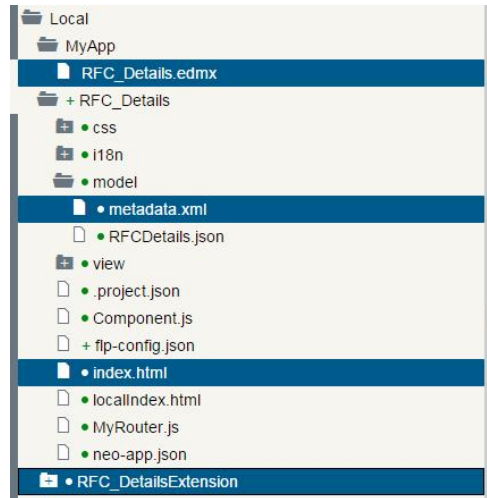 Local
MyApp
RFC_Details.edmx
+ RFC_Details
css
i18n
model
metadata.xml
RFCDetails.json
view
.project.json
Component.js
+ flp-config.json
index.html
localIndex.html
MyRouter.js
neo-app.json
RFC_DetailsExtension